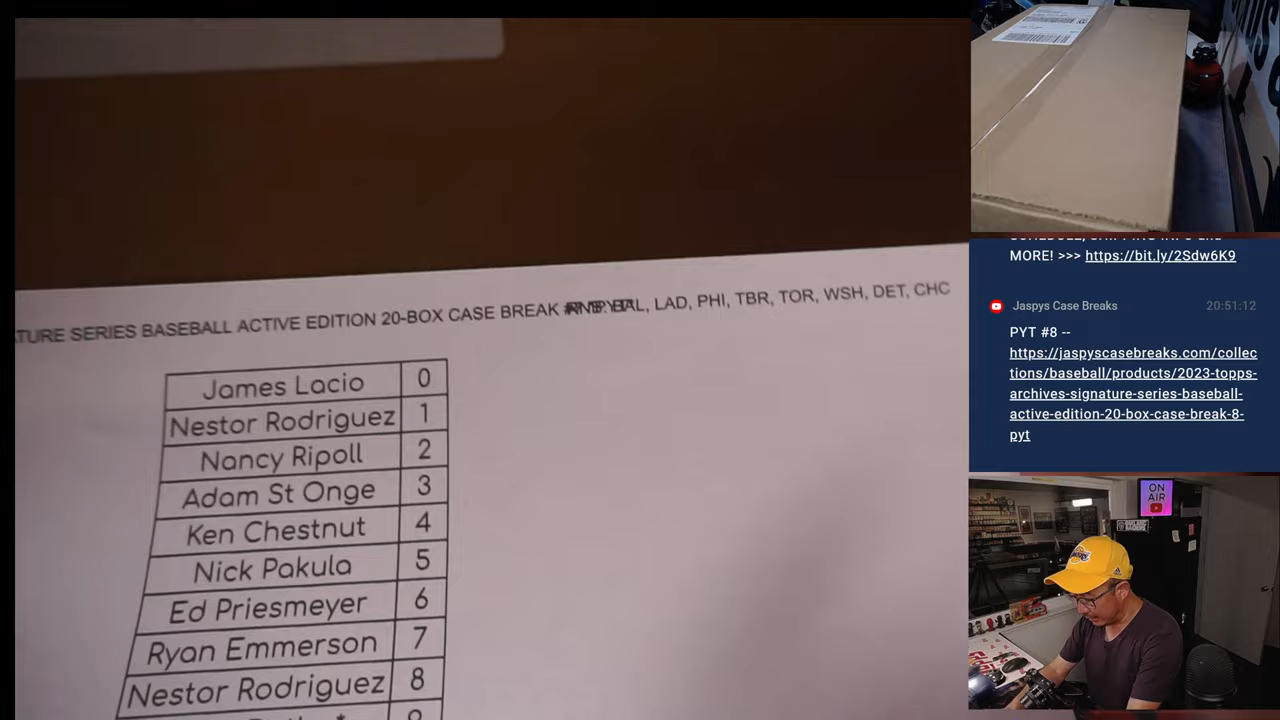 TURE SERIES BASEBALL ACTIVE EDITION 20-BOX CASE BREAK BAL, LAD, PHI, TBR, TOR, WSH, DET, CHC
James Lacio 0
Nestor Rodriguez 1
Nancy Ripoll 2
Adam St Onge 3
Ken Chestnut 4
Nick Pakula 5
Ed Priesmeyer 6
Ryan Emmerson 7
Nestor Rodriguez 8
MORE! >>> https://bit.ly/2Sdw6K9
Jaspys Case Breaks 20:51:12
PYT #8 --
https://jaspyscasebreaks.com/collec
tions/baseball/products/2023-topps-
archives-signature-series-baseball-
active-edition-20-box-case-break-8-
pyt
ON
AIR